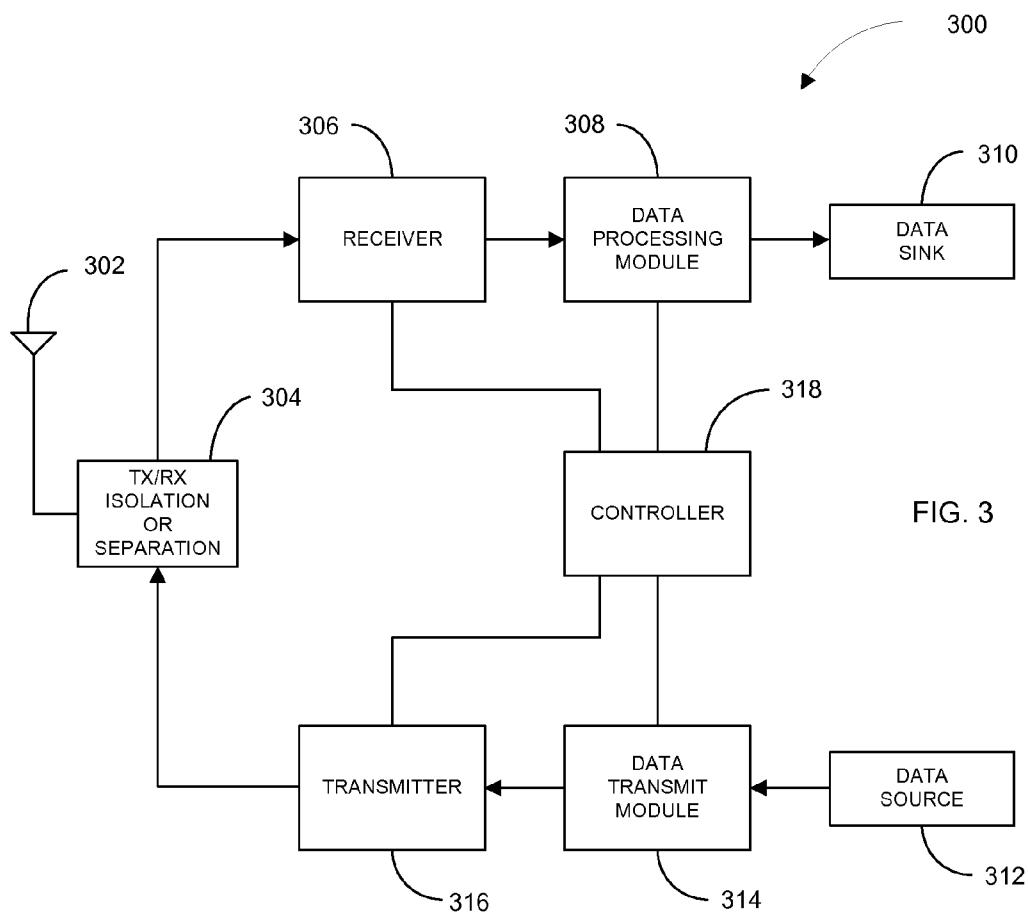 300
306
308
310
RECEIVER
DATA
PROCESSING
MODULE
DATA
SINK
302
304
318
TX/RX
ISOLATION
OR
SEPARATION
CONTROLLER
FIG. 3
TRANSMITTER
DATA
TRANSMIT
MODULE
DATA
SOURCE
316
314
312